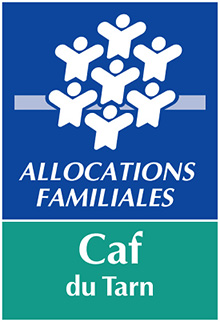 ALLOCATIONS
FAMILIALES
Caf
du Tarn